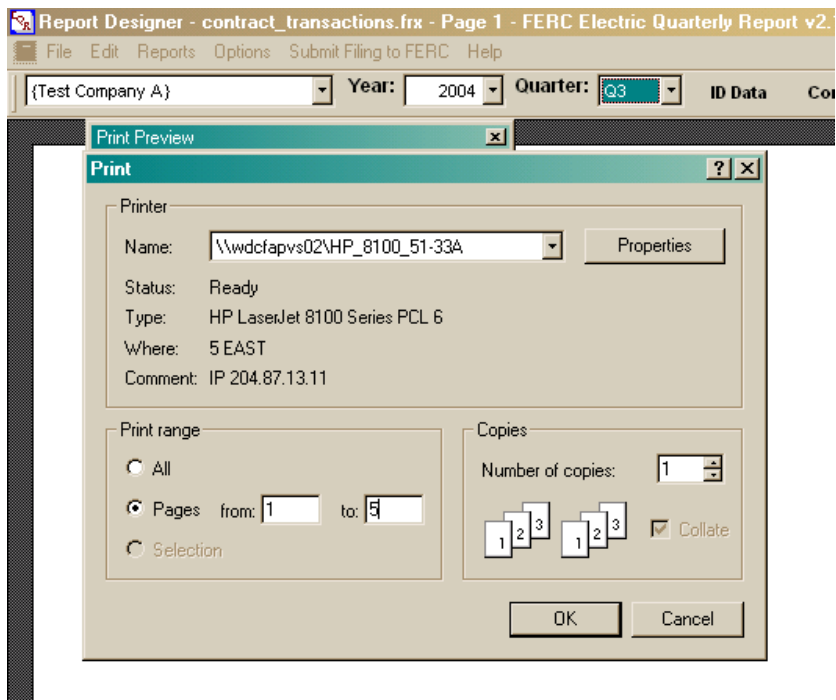 Report Designer - contract_transactions.frx - Page 1 - FERC Electric Quarterly Report v2.
File Edit Reports Options Submit Filing to FERC Help
{Test Company A} Year: 2004 Quarter: Q3 ID Data
Print Preview
Print
Printer
Name: \\wdcfapvs02\HP_8100_51-33A Properties
Status: Ready
Type: HP LaserJet 8100 Series PCL 6
Where: 5 EAST
Comment: IP 204.87.13.11
Print range Copies
All Number of copies: 1
Pages from: 1 to: 5
1 2 3 1 2 3 Collate
Selection
OK Cancel